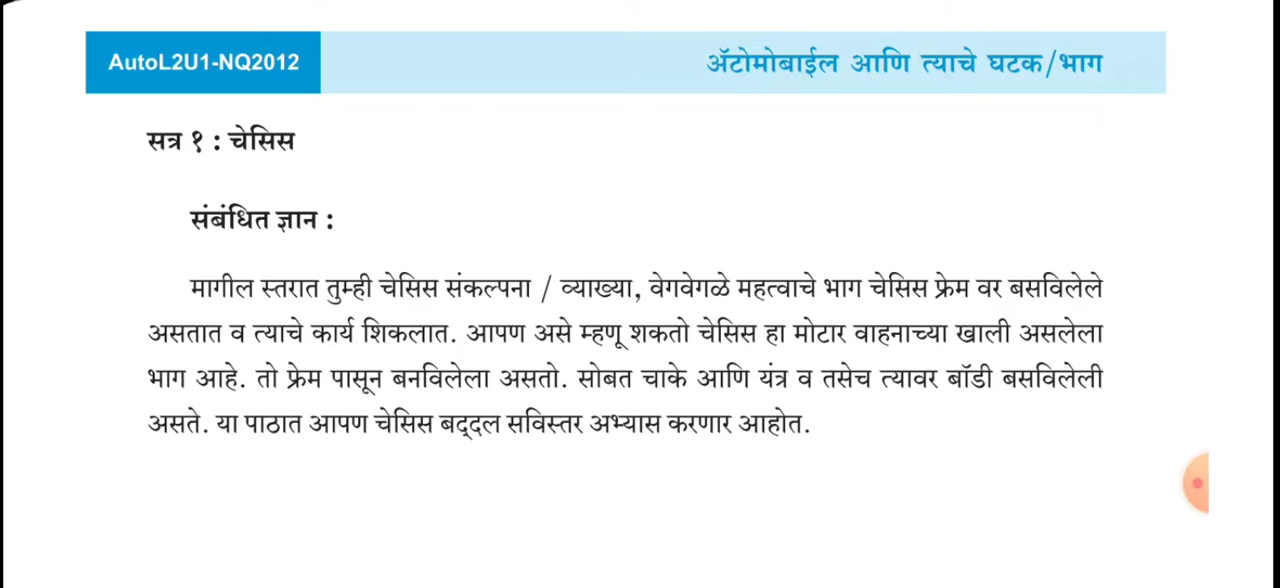 AutoL2U1-NQ2012
ॲटोमोबाईल आणि त्याचे घटक/भाग
सत्र १ : चेसिस
संबंधित ज्ञान :
मागील स्तरात तुम्ही चेसिस संकल्पना / व्याख्या, वेगवेगळे महत्वाचे भाग चेसिस फ्रेम वर बसविलेले
असतात व त्याचे कार्य शिकलात. आपण असे म्हणू शकतो चेसिस हा मोटार वाहनाच्या खाली असलेला
भाग आहे. तो फ्रेम पासून बनविलेला असतो. सोबत चाके आणि यंत्र व तसेच त्यावर बॉडी बसविलेली
असते. या पाठात आपण चेसिस बद्‌दल सविस्तर अभ्यास करणार आहोत.